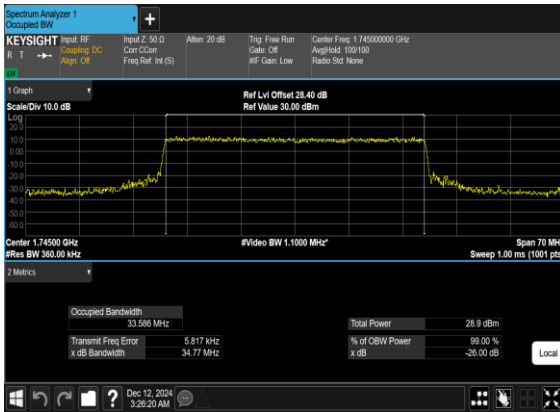 Spectrum Analyzer 1
Occupied BW
KEYSIGHT
R T
Input: RF
Coupling: DC
Align: Off
Input Z: 50 Ω
Corr CCorr
Freq Ref: Int (S)
Atten: 20 dB
Trig: Free Run
Gate: Off
#IF Gain: Low
Center Freq: 1.745000000 GHz
Avg|Hold: 100/100
Radio Std: None
1 Graph
Scale/Div 10.0 dB
Ref Lvl Offset 28.40 dB
Ref Value 30.00 dBm
Log
20.0
10.0
0.00
-10.0
-20.0
-30.0
-40.0
-50.0
-60.0
Center 1.74500 GHz
#Video BW 1.1000 MHz*
Span 70 MH
#Res BW 360.00 kHz
Sweep 1.00 ms (1001 pts
2 Metrics
Occupied Bandwidth
33.586 MHz
Total Power 28.9 dBm
Transmit Freq Error 5.817 kHz
% of OBW Power 99.00 %
x dB Bandwidth 34.77 MHz
x dB -26.00 dB
Local
Dec 12, 2024
3:26:20 AM